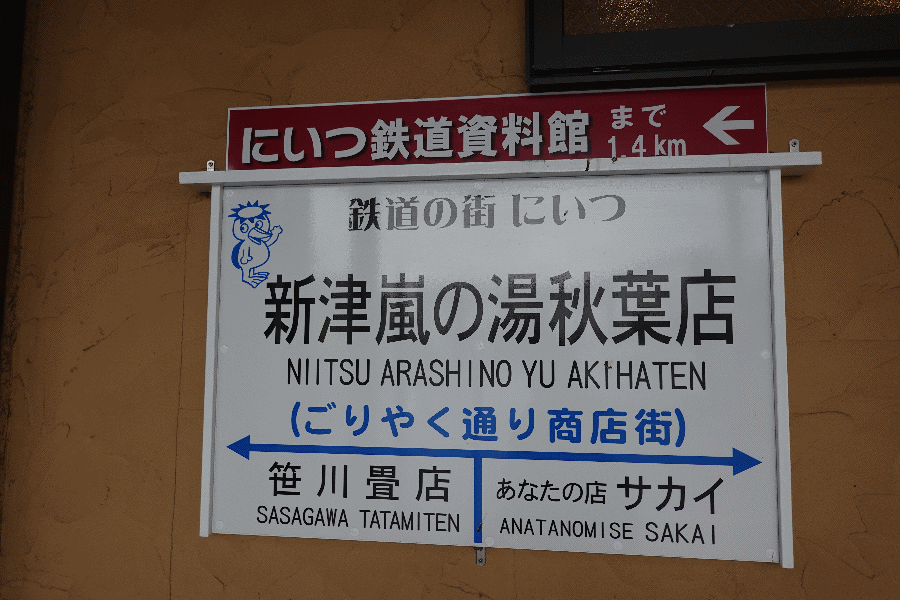 にいつ鉄道資料館 まで 1.4km
鉄道の街 にいつ
新津嵐の湯秋葉店
NIITSU ARASHINO YU AKIHATEN
(ごりやく通り商店街)
笹川畳店
SASAGAWA TATAMITEN
あなたの店 サカイ
ANATANOMISE SAKAI